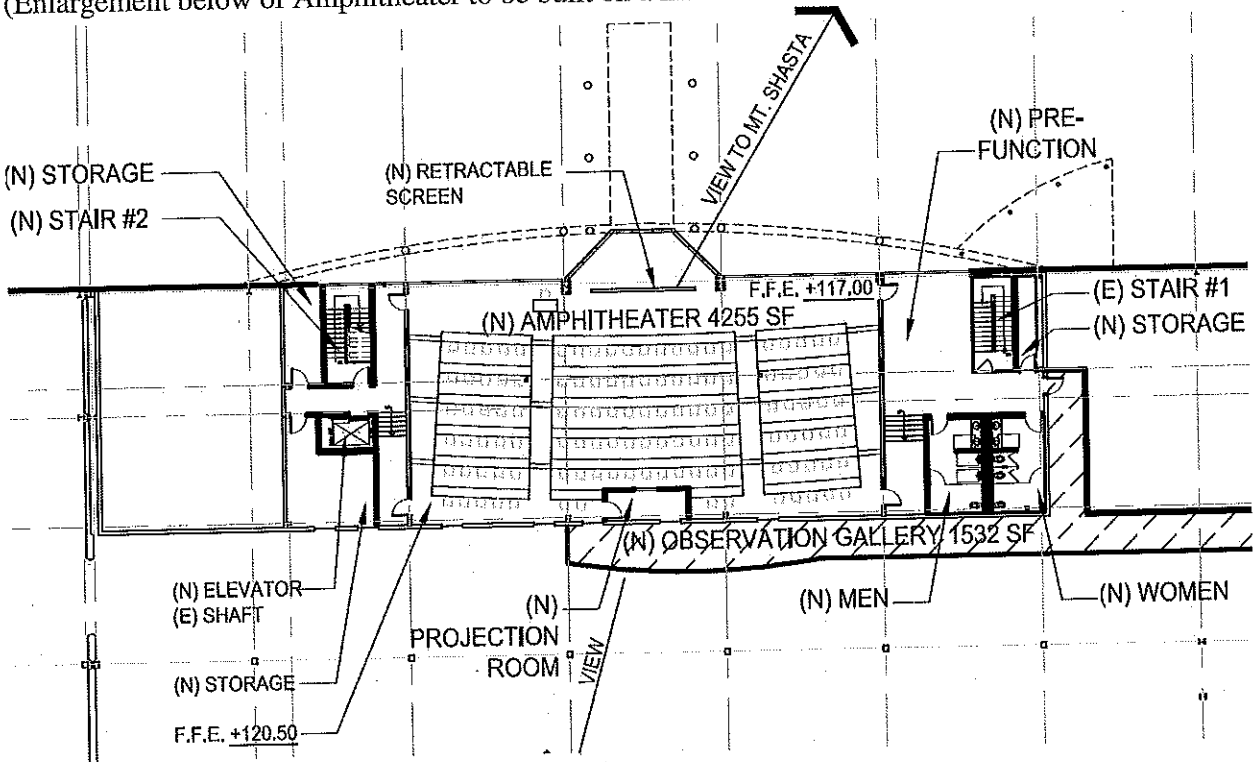 (Enlargement below of Amphitheater to be built on
VIEW TO MT. SHASTA
(N) PRE-
FUNCTION
(N) STORAGE
(N) STAIR #2
(N) RETRACTABLE
SCREEN
F.F.E. +117.00
(E) STAIR #1
(N) STORAGE
(N) AMPHITHEATER 4255 SF
(N) OBSERVATION GALLERY 1532 SF
(N) ELEVATOR
(E) SHAFT
(N)
PROJECTION
ROOM
VIEW
(N) MEN
(N) WOMEN
(N) STORAGE
F.F.E. +120.50